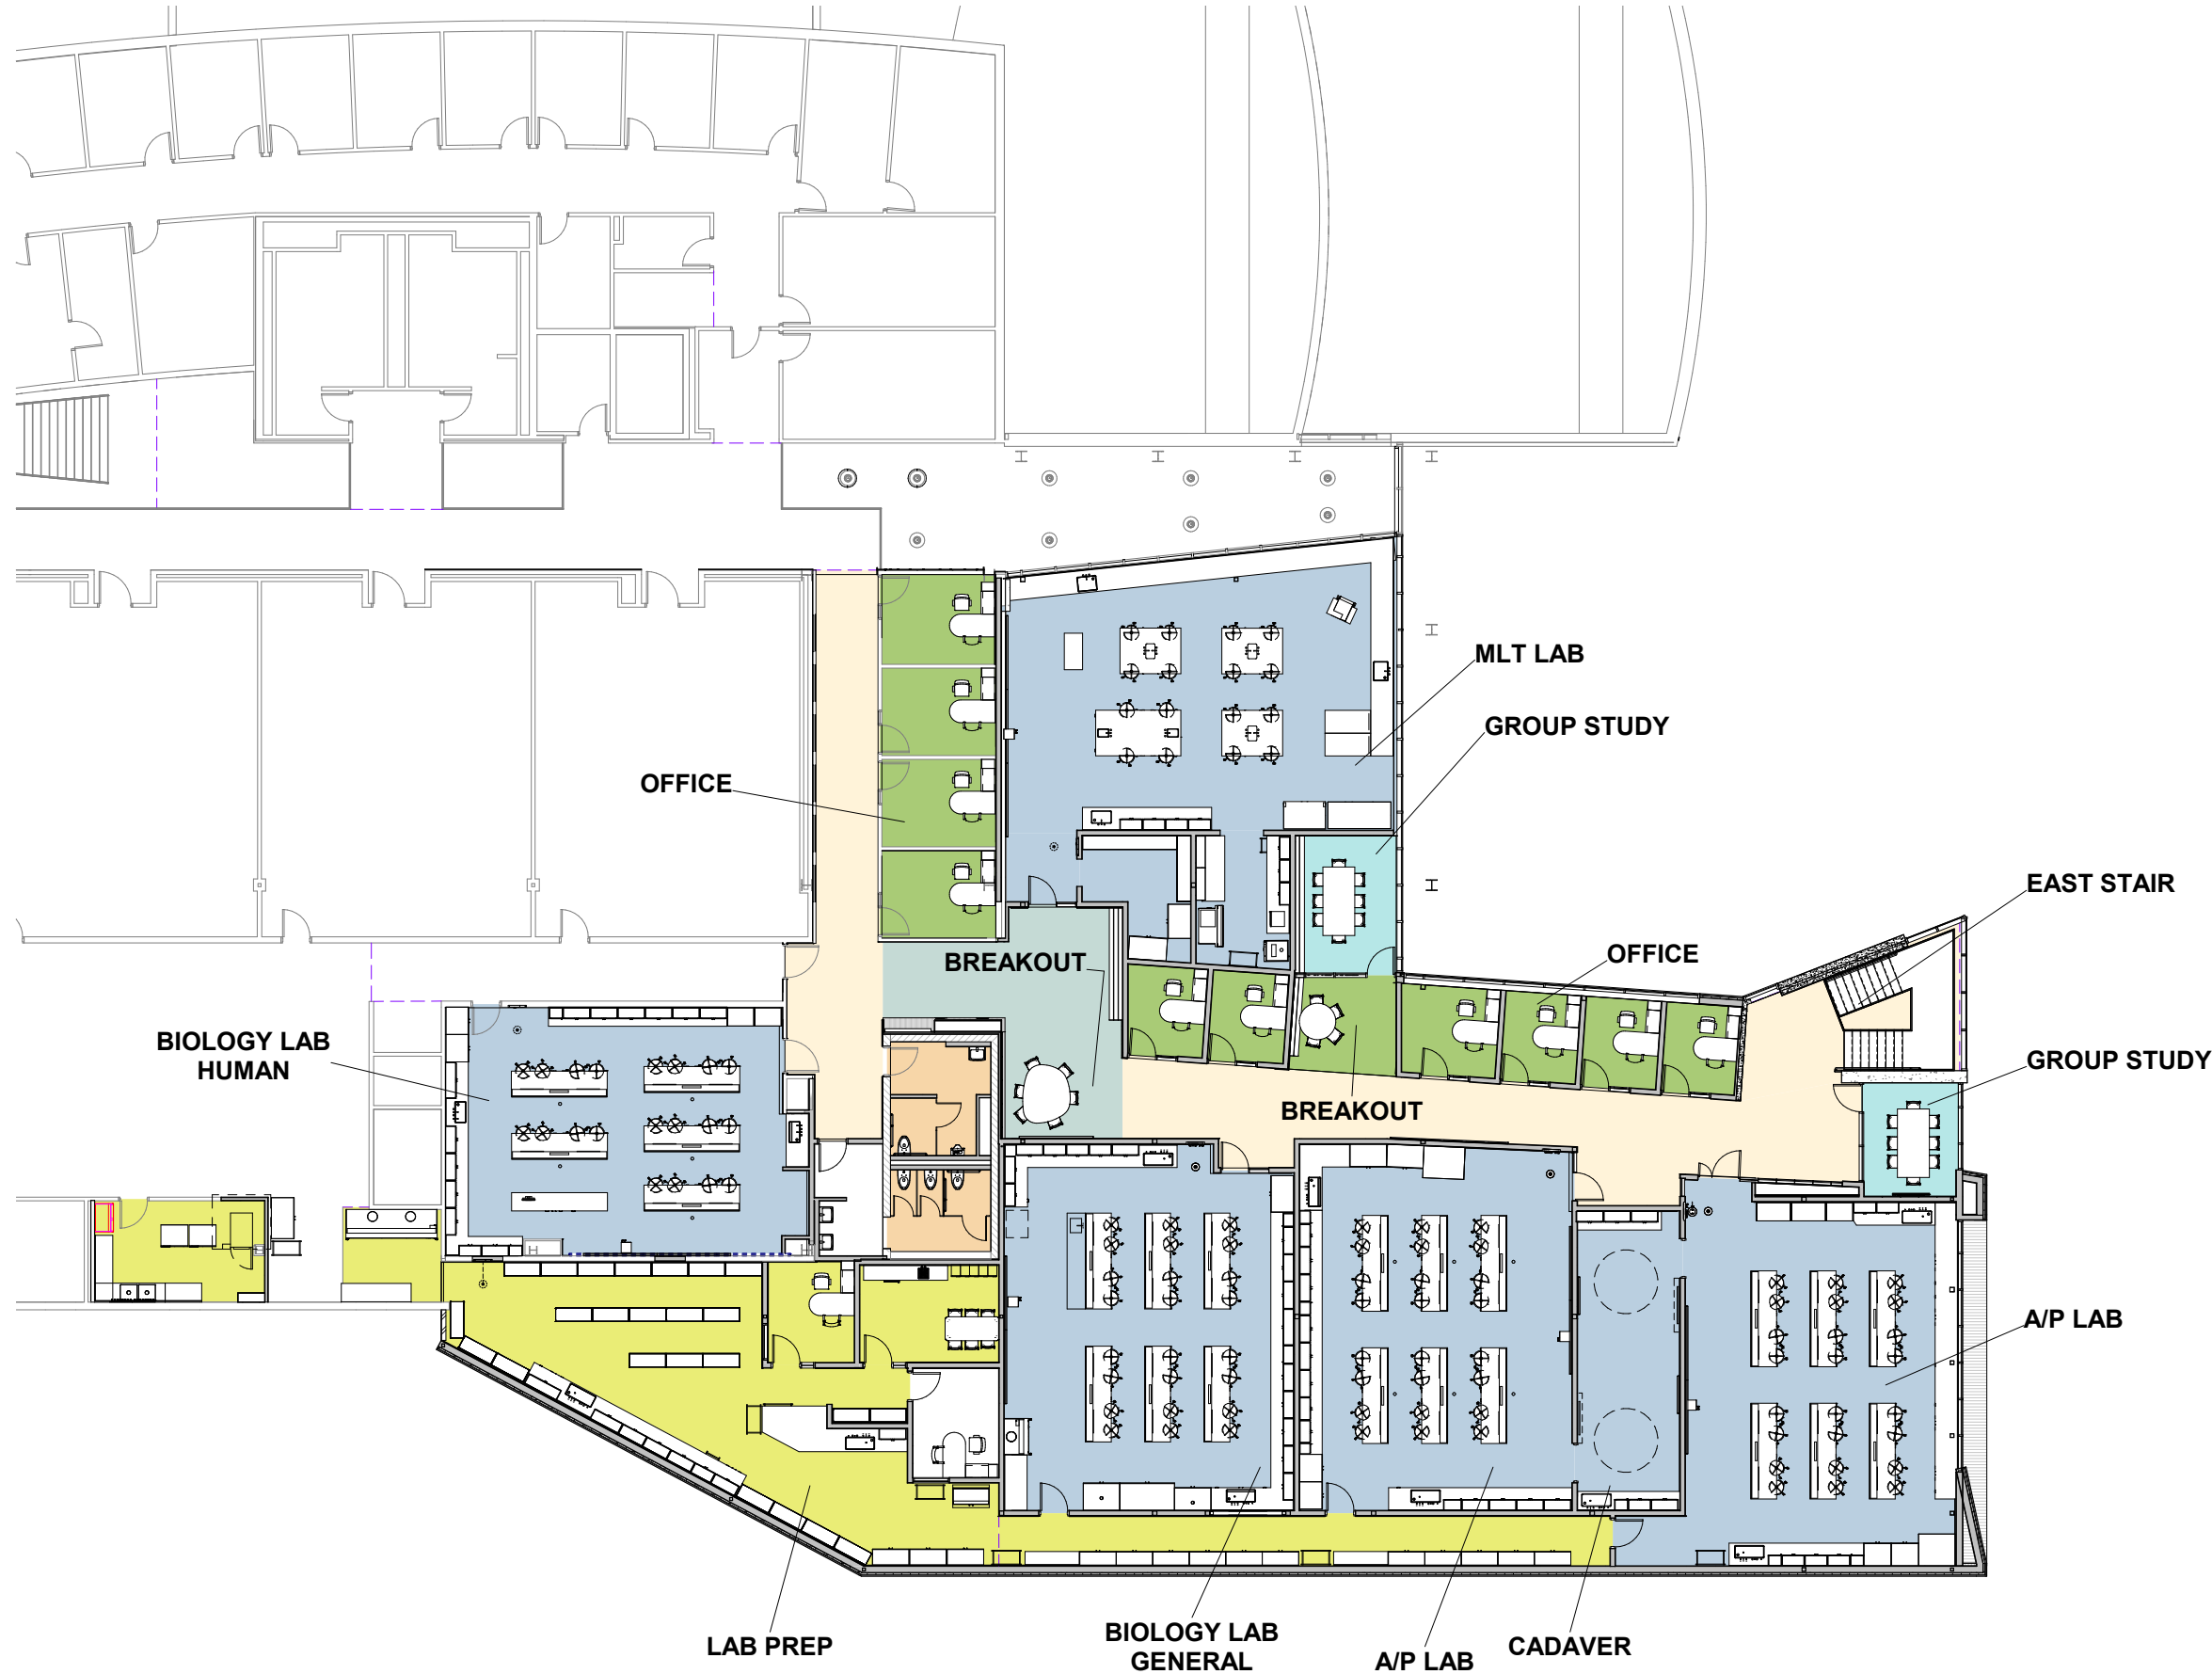 MLT LAB
GROUP STUDY
OFFICE
EAST STAIR
BREAKOUT
OFFICE
BIOLOGY LAB
HUMAN
GROUP STUDY
BREAKOUT
A/P LAB
LAB PREP
BIOLOGY LAB
GENERAL
A/P LAB
CADAVER